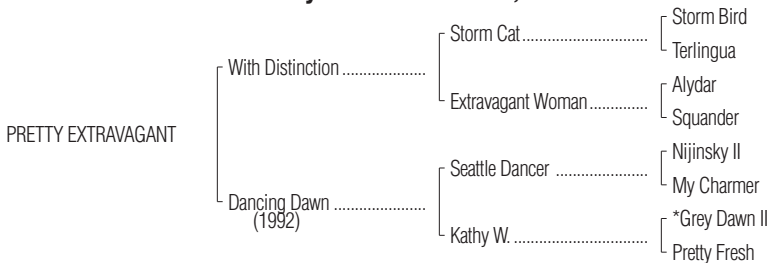 Storm Bird
Storm Cat...............................
Terlingua
With Distinction ....................
Alydar
Extravagant Woman..............
Squander
PRETTY EXTRAVAGANT
Nijinsky II
Seattle Dancer ......................
My Charmer
Dancing Dawn ......................
(1992)
*Grey Dawn II
Kathy W. ................................
Pretty Fresh